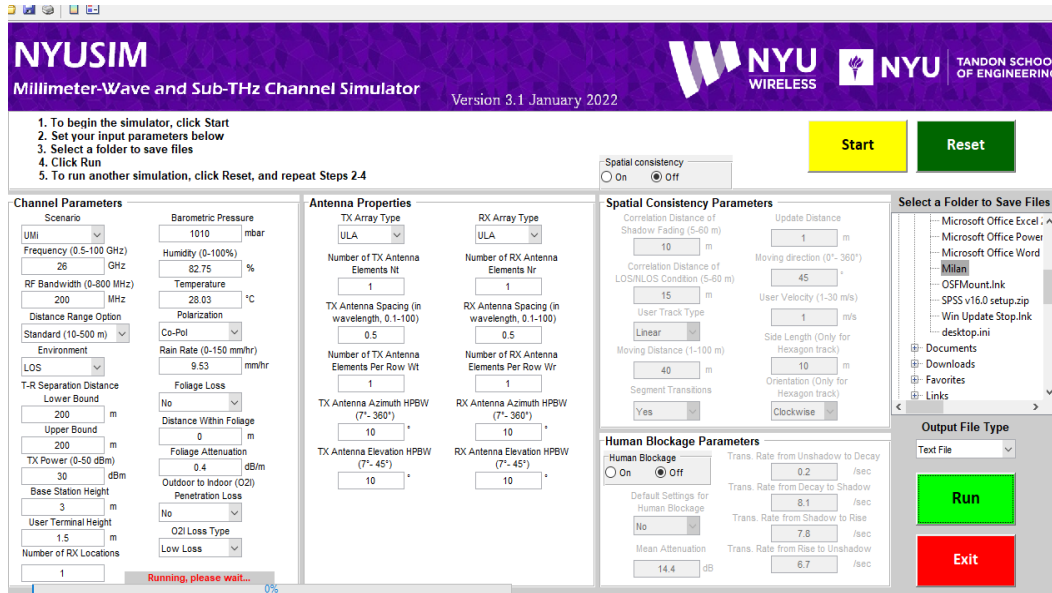 NYUSIM
Millimeter-Wave and Sub-THz Channel Simulator
Version 3.1 January 2022
NYU
WIRELESS
NYU
TANDON SCHOO
OF ENGINEERING
1. To begin the simulator, click Start
2. Set your input parameters below
3. Select a folder to save files
4. Click Run
5. To run another simulation, click Reset, and repeat Steps 2-4
Spatial consistency
On Off
Start
Reset
Channel Parameters
Scenario
UMi
Frequency (0.5-100 GHz)
26 GHz
RF Bandwidth (0-800 MHz)
200 MHz
Distance Range Option
Standard (10-500 m)
Environment
LOS
T-R Separation Distance
Lower Bound
200 m
Upper Bound
200 m
TX Power (0-50 dBm)
30 dBm
Base Station Height
3 m
User Terminal Height
1.5 m
Number of RX Locations
1
Barometric Pressure
1010 mbar
Humidity (0-100%)
82.75 %
Temperature
28.03 °C
Polarization
Co-Pol
Rain Rate (0-150 mm/hr)
9.53 mm/hr
Foliage Loss
No
Distance Within Foliage
0 m
Foliage Attenuation
0.4 dB/m
Outdoor to Indoor (O2I)
Penetration Loss
No
O2I Loss Type
Low Loss
Running, please wait...
0%
Antenna Properties
TX Array Type
ULA
Number of TX Antenna
Elements Nt
1
TX Antenna Spacing (in
wavelength, 0.1-100)
0.5
Number of TX Antenna
Elements Per Row Wt
1
TX Antenna Azimuth HPBW
(7°- 360°)
10 °
TX Antenna Elevation HPBW
(7°- 45°)
10 °
RX Array Type
ULA
Number of RX Antenna
Elements Nr
1
RX Antenna Spacing (in
wavelength, 0.1-100)
0.5
Number of RX Antenna
Elements Per Row Wr
1
RX Antenna Azimuth HPBW
(7°- 360°)
10 °
RX Antenna Elevation HPBW
(7°- 45°)
10 °
Spatial Consistency Parameters
Correlation Distance of
Shadow Fading (5-60 m)
10 m
Correlation Distance of
LOS/NLOS Condition (5-60 m)
15 m
User Track Type
Linear
Moving Distance (1-100 m)
40 m
Segment Transitions
Yes
Update Distance
1 m
Moving direction (0°- 360°)
45 °
User Velocity (1-30 m/s)
1 m/s
Side Length (Only for
Hexagon track)
10 m
Orientation (Only for
Hexagon track)
Clockwise
Human Blockage Parameters
Human Blockage
On Off
Default Settings for
Human Blockage
No
Mean Attenuation
14.4 dB
Trans. Rate from Unshadow to Decay
0.2 /sec
Trans. Rate from Decay to Shadow
8.1 /sec
Trans. Rate from Shadow to Rise
7.8 /sec
Trans. Rate from Rise to Unshadow
6.7 /sec
Select a Folder to Save Files
Microsoft Office Excel
Microsoft Office Power
Microsoft Office Word
Milan
OSFMount.lnk
SPSS v16.0 setup.zip
Win Update Stop.lnk
desktop.ini
Documents
Downloads
Favorites
Links
Output File Type
Text File
Run
Exit